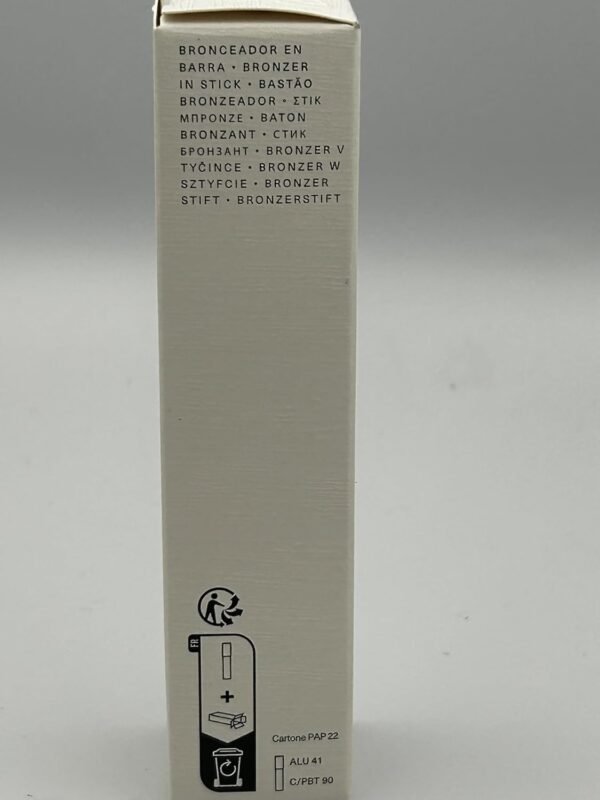 BRONCEADOR EN
BARRA • BRONZER
IN STICK • BASTÃO
BRONZEADOR • ΣΤΙΚ
ΜΠΡΟΝΖΕ • BATON
BRONZANT • СТИК
БРОНЗАНТ • BRONZER V
TYČINCE • BRONZER W
SZTYFCIE • BRONZER
STIFT • BRONZERSTIFT
FR
+
Cartone PAP 22
ALU 41
C/PBT 90